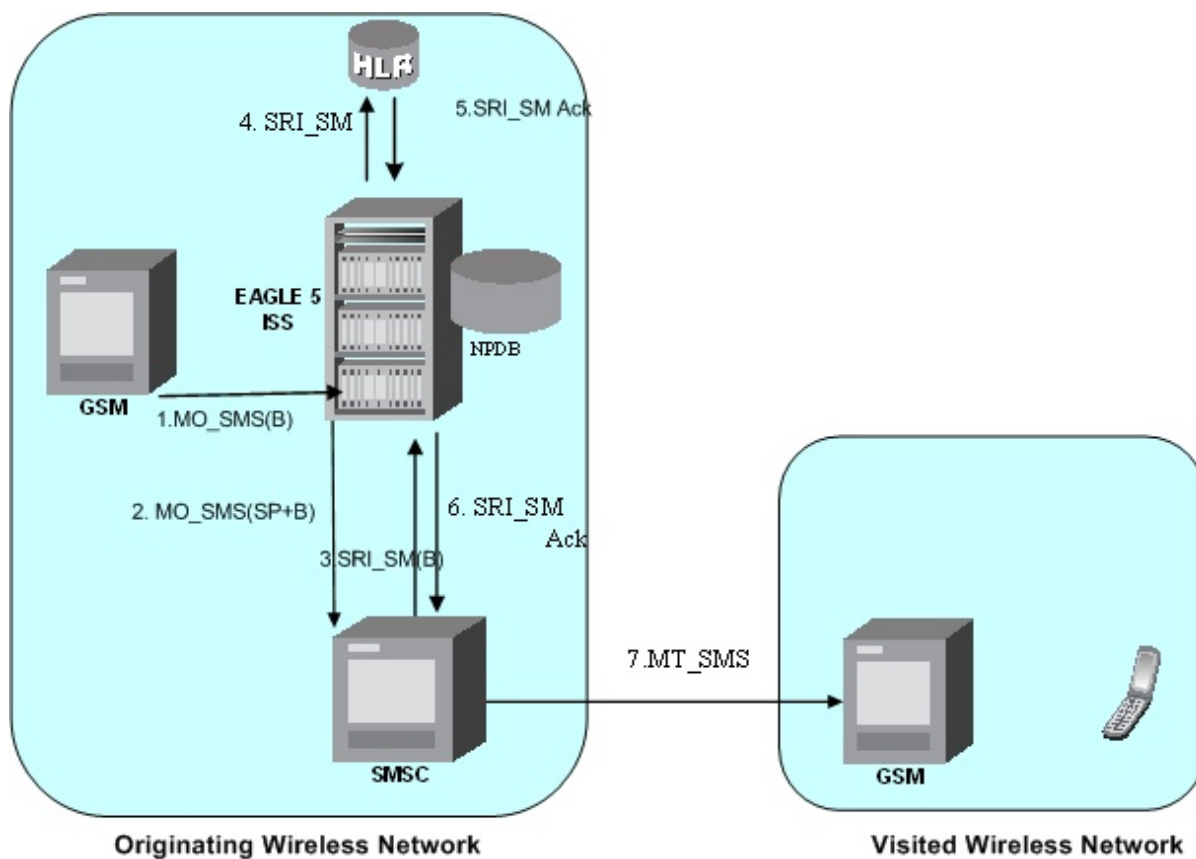 HLR
4. SRI_SM
5.SRI_SM Ack
EAGLE 5
ISS
NPDB
GSM
1.MO_SMS(B)
2. MO_SMS(SP+B)
3.SRI_SM(B)
6. SRI_SM
Ack
7.MT_SMS
SMSC
GSM
Originating Wireless Network
Visited Wireless Network